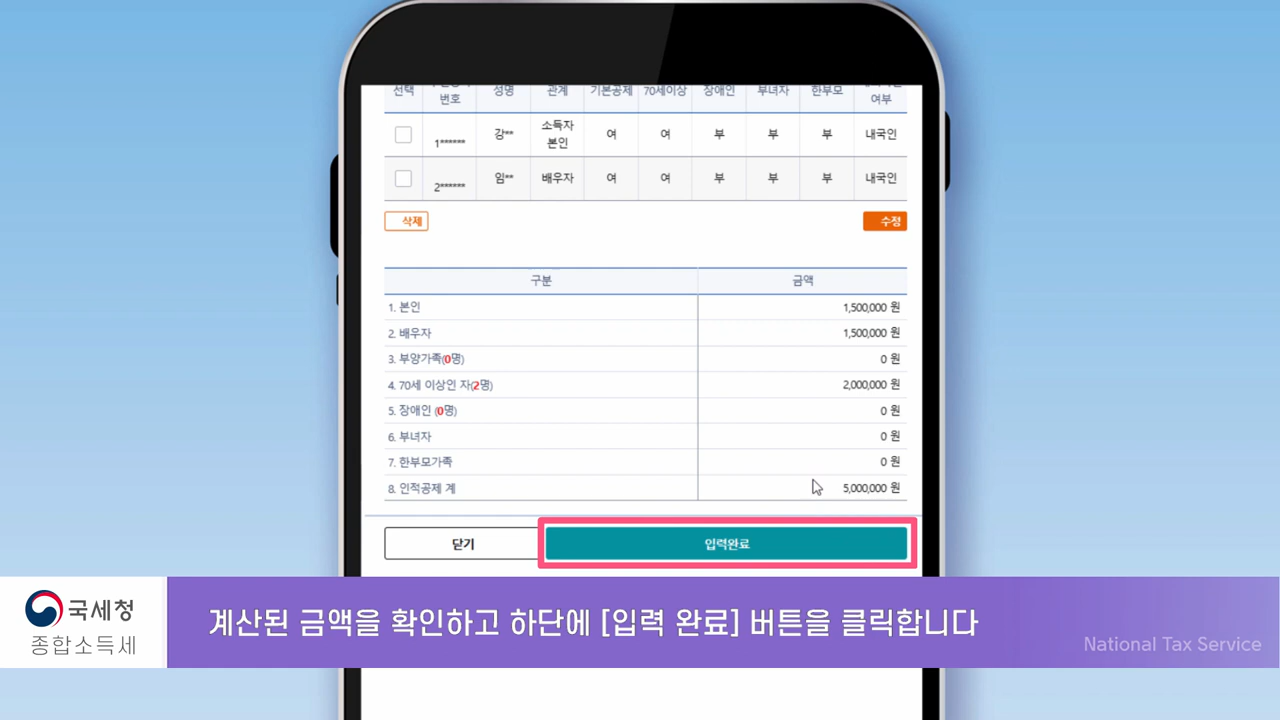 선택 번호 성명 관계 기본공제 70세이상 장애인 부녀자 한부모 여부
1****** 강** 소득자 본인 여 여 부 부 부 내국인
2****** 임** 배우자 여 여 부 부 부 내국인
삭제 수정
구분 금액
1. 본인 1,500,000 원
2. 배우자 1,500,000 원
3. 부양가족(0명) 0 원
4. 70세 이상인 자(2명) 2,000,000 원
5. 장애인 (0명) 0 원
6. 부녀자 0 원
7. 한부모가족 0 원
8. 인적공제 계 5,000,000 원
닫기 입력완료
국세청
종합소득세
계산된 금액을 확인하고 하단에 [입력 완료] 버튼을 클릭합니다
National Tax Service